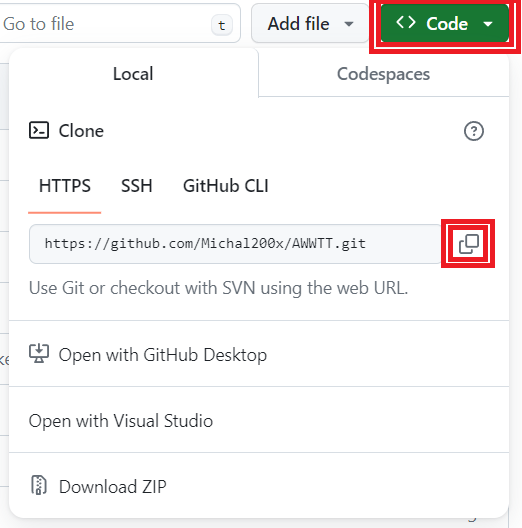 Go to file t Add file Code
Local Codespaces
Clone
HTTPS SSH GitHub CLI
https://github.com/Michal200x/AWWTT.git
Use Git or checkout with SVN using the web URL.
Open with GitHub Desktop
Open with Visual Studio
Download ZIP